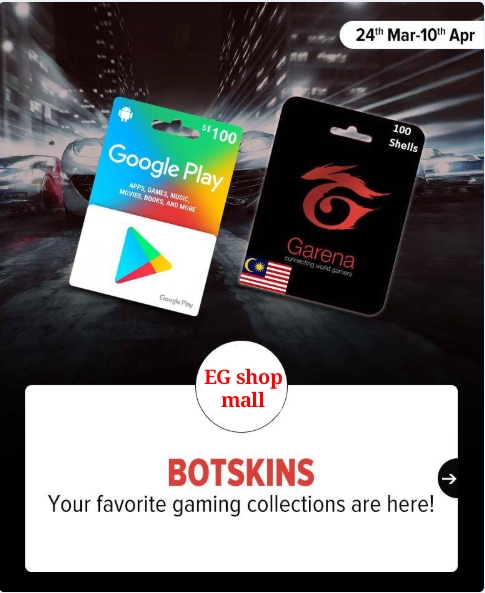 24th Mar-10th Apr
S$100
Google Play
APPS, GAMES, MUSIC,
MOVIES, BOOKS, AND MORE
Google Play
100
Shells
Garena
connecting world gamers
EG shop
mall
BOTSKINS
Your favorite gaming collections are here!